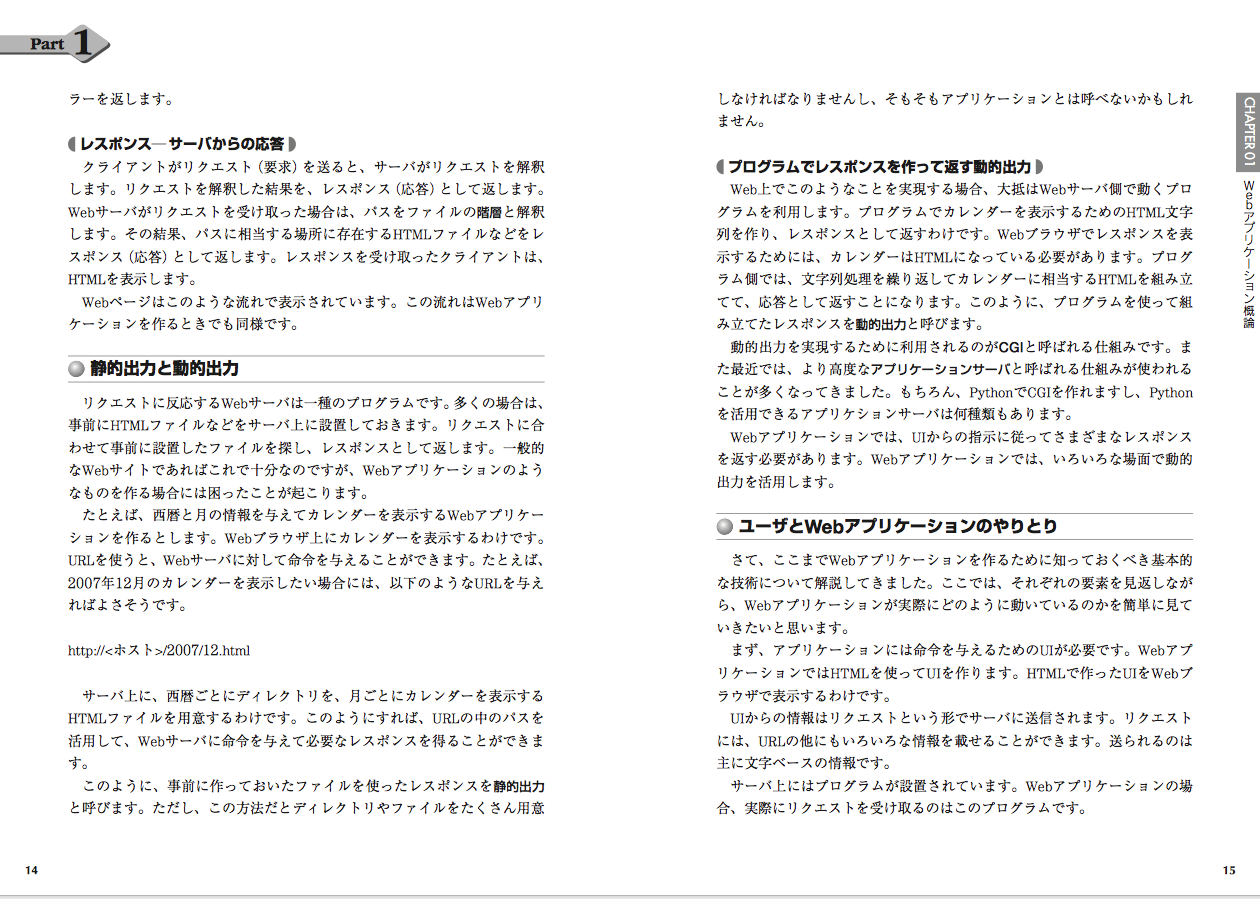 Part 1
ラーを返します。
レスポンス―サーバからの応答
クライアントがリクエスト（要求）を送ると、サーバがリクエストを解釈
します。リクエストを解釈した結果を、レスポンス（応答）として返します。
Webサーバがリクエストを受け取った場合は、パスをファイルの階層と解釈
します。その結果、パスに相当する場所に存在するHTMLファイルなどをレ
スポンス（応答）として返します。レスポンスを受け取ったクライアントは、
HTMLを表示します。
Webページはこのような流れで表示されています。この流れはWebアプリ
ケーションを作るときでも同様です。
静的出力と動的出力
リクエストに反応するWebサーバは一種のプログラムです。多くの場合は、
事前にHTMLファイルなどをサーバ上に設置しておきます。リクエストに合
わせて事前に設置したファイルを探し、レスポンスとして返します。一般的
なWebサイトであればこれで十分なのですが、Webアプリケーションのよう
なものを作る場合には困ったことが起こります。
たとえば、西暦と月の情報を与えてカレンダーを表示するWebアプリケー
ションを作るとします。Webブラウザ上にカレンダーを表示するわけです。
URLを使うと、Webサーバに対して命令を与えることができます。たとえば、
2007年12月のカレンダーを表示したい場合には、以下のようなURLを与え
ればよさそうです。
http://<ホスト>/2007/12.html
サーバ上に、西暦ごとにディレクトリを、月ごとにカレンダーを表示する
HTMLファイルを用意するわけです。このようにすれば、URLの中のパスを
活用して、Webサーバに命令を与えて必要なレスポンスを得ることができま
す。
このように、事前に作っておいたファイルを使ったレスポンスを静的出力
と呼びます。ただし、この方法だとディレクトリやファイルをたくさん用意
14
しなければなりませんし、そもそもアプリケーションとは呼べないかもしれ
ません。
プログラムでレスポンスを作って返す動的出力
Web上でこのようなことを実現する場合、大抵はWebサーバ側で動くプロ
グラムを利用します。プログラムでカレンダーを表示するためのHTML文字
列を作り、レスポンスとして返すわけです。Webブラウザでレスポンスを表
示するためには、カレンダーはHTMLになっている必要があります。プログ
ラム側では、文字列処理を繰り返してカレンダーに相当するHTMLを組み立
てて、応答として返すことになります。このように、プログラムを使って組
み立てたレスポンスを動的出力と呼びます。
動的出力を実現するために利用されるのがCGIと呼ばれる仕組みです。ま
た最近では、より高度なアプリケーションサーバと呼ばれる仕組みが使われる
ことが多くなってきました。もちろん、PythonでCGIを作れますし、Python
を活用できるアプリケションサーバは何種類もあります。
Webアプリケーションでは、UIからの指示に従ってさまざまなレスポンス
を返す必要があります。Webアプリケーションでは、いろいろな場面で動的
出力を活用します。
ユーザとWebアプリケーションのやりとり
さて、ここまでWebアプリケーションを作るために知っておくべき基本的
な技術について解説してきました。ここでは、それぞれの要素を見返しなが
ら、Webアプリケーションが実際にどのように動いているのかを簡単に見て
いきたいと思います。
まず、アプリケーションには命令を与えるためのUIが必要です。Webアプ
リケーションではHTMLを使ってUIを作ります。HTMLで作ったUIをWebブ
ラウザで表示するわけです。
UIからの情報はリクエストという形でサーバに送信されます。リクエスト
には、URLの他にもいろいろな情報を載せることができます。送られるのは
主に文字ベースの情報です。
サーバ上にはプログラムが設置されています。Webアプリケーションの場
合、実際にリクエストを受け取るのはこのプログラムです。
CHAPTER 01
Webアプリケーション概論
15